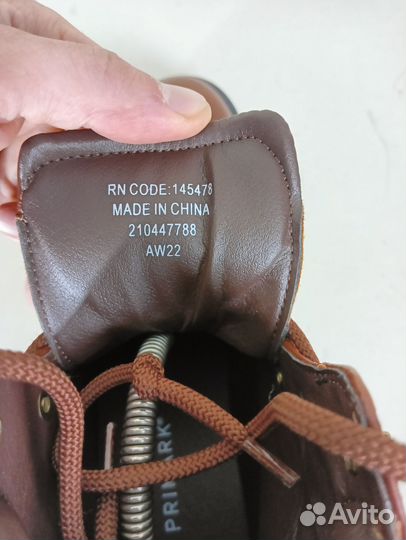 RN CODE:145478
MADE IN CHINA
210447788
AW22
PRIMARK®
Avito